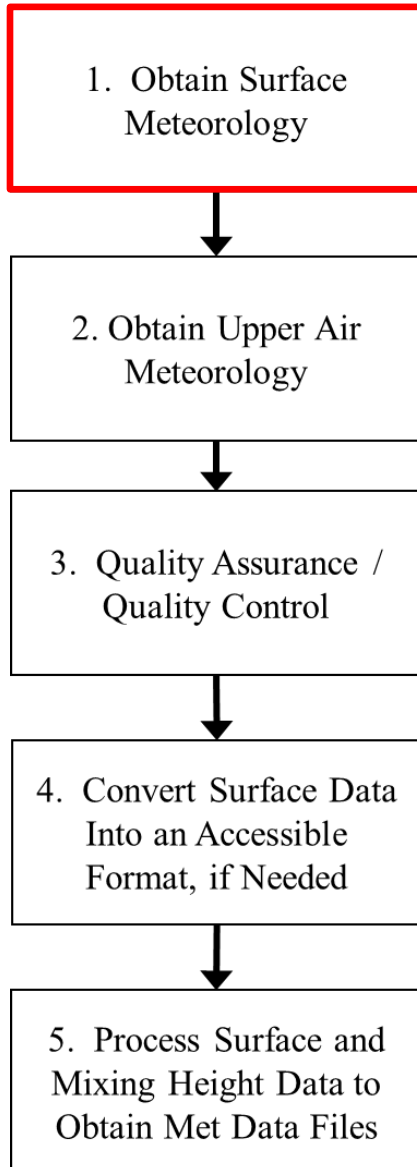 1. Obtain Surface
Meteorology
2. Obtain Upper Air
Meteorology
3. Quality Assurance /
Quality Control
4. Convert Surface Data
Into an Accessible
Format, if Needed
5. Process Surface and
Mixing Height Data to
Obtain Met Data Files